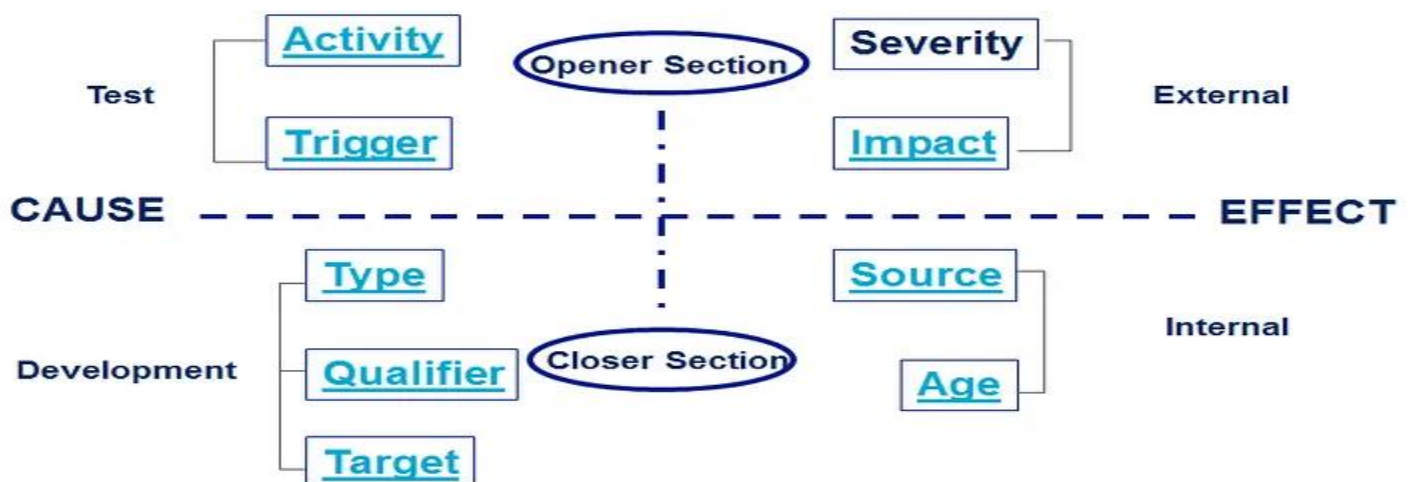 Activity
Opener Section
Severity
Test
External
Trigger
Impact
CAUSE
EFFECT
Type
Source
Internal
Development
Qualifier
Closer Section
Age
Target